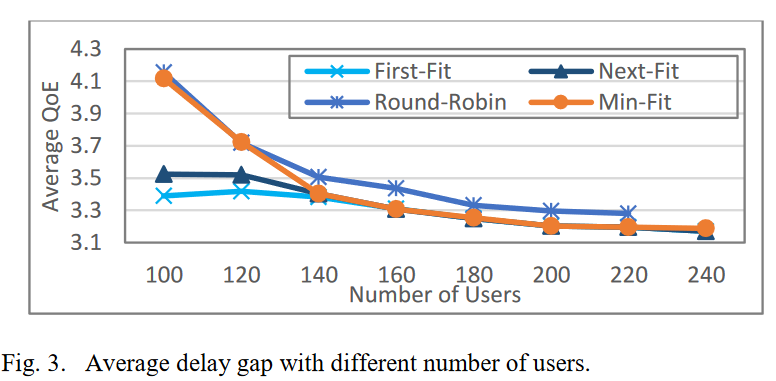 4.3
4.1
3.9
3.7
3.5
3.3
3.1
Average QoE
First-Fit Next-Fit
Round-Robin Min-Fit
100 120 140 160 180 200 220 240
Number of Users
Fig. 3. Average delay gap with different number of users.